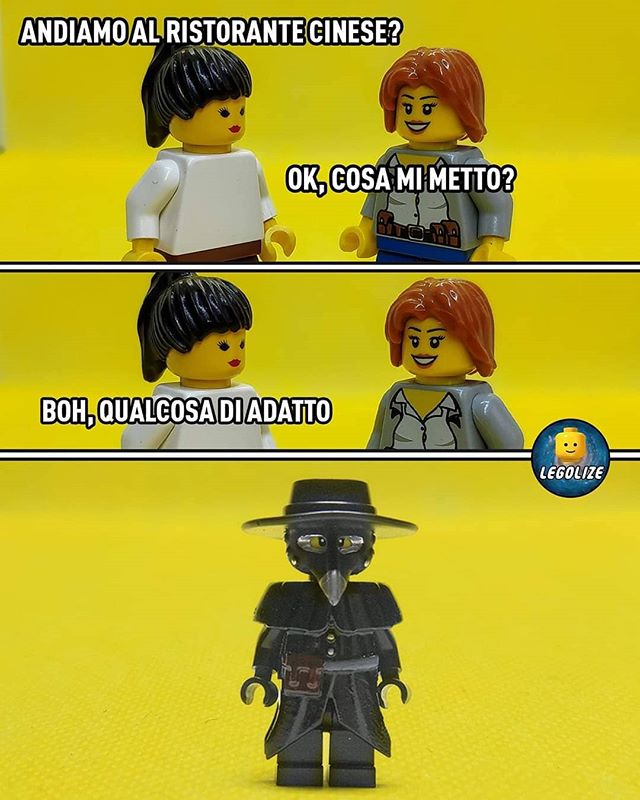 ANDIAMO AL RISTORANTE CINESE?
OK, COSA MI METTO?
BOH, QUALCOSA DI ADATTO
LEGOLIZE